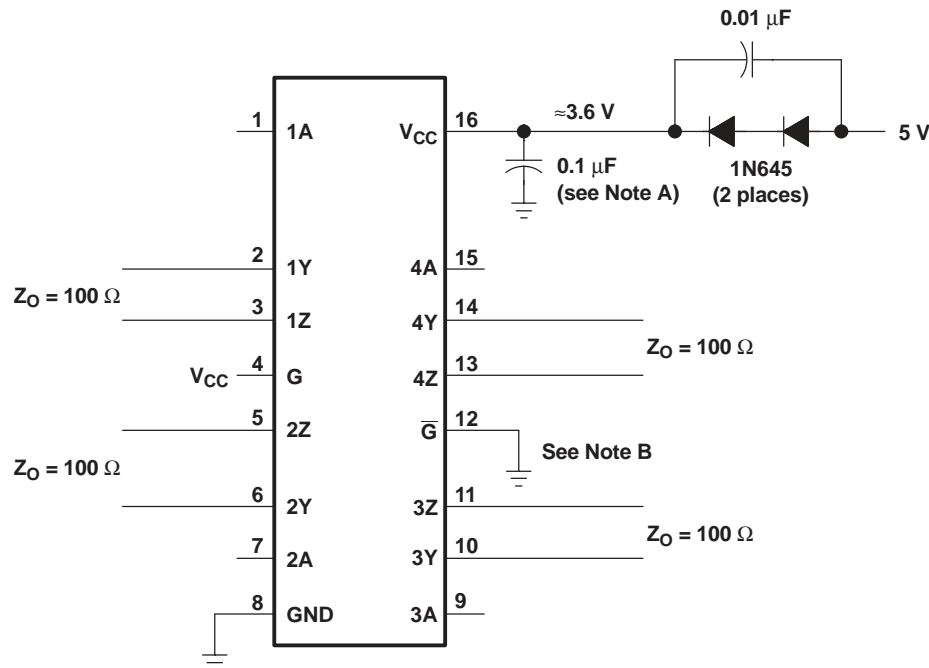 0.01 μF
1
1A
VCC
16
≈3.6 V
5 V
0.1 μF
(see Note A)
1N645
(2 places)
2
1Y
4A
15
ZO = 100 Ω
3
1Z
4Y
14
ZO = 100 Ω
VCC
4
G
4Z
13
5
2Z
G̅
12
See Note B
ZO = 100 Ω
6
2Y
3Z
11
ZO = 100 Ω
7
2A
3Y
10
8
GND
3A
9